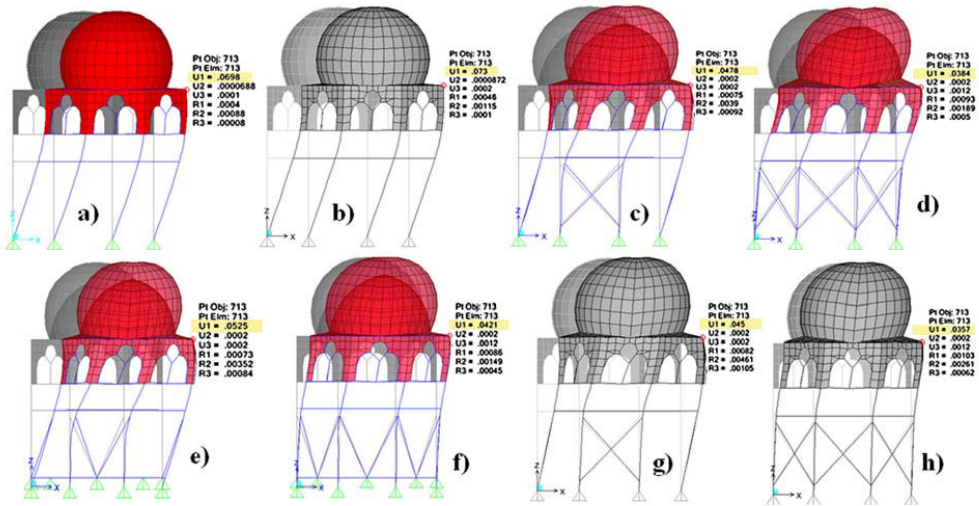 Pt Obj: 713
Pt Elm: 713
U1 = .0698
U2 = .0000688
U3 = .0001
R1 = .0004
R2 = .00088
R3 = .00008
a)
Z
X
Pt Obj: 713
Pt Elm: 713
U1 = .073
U2 = .0000872
U3 = .0002
R1 = .00046
R2 = .00115
R3 = .0001
b)
Z
X
Pt Obj: 713
Pt Elm: 713
U1 = .0478
U2 = .0002
U3 = .0002
R1 = .00075
R2 = .0039
R3 = .00092
c)
Z
X
Pt Obj: 713
Pt Elm: 713
U1 = .0384
U2 = .0002
U3 = .0012
R1 = .00093
R2 = .00189
R3 = .0005
d)
Z
X
Pt Obj: 713
Pt Elm: 713
U1 = .0525
U2 = .0002
U3 = .0002
R1 = .00073
R2 = .00352
R3 = .00084
e)
Z
X
Pt Obj: 713
Pt Elm: 713
U1 = .0421
U2 = .0002
U3 = .0012
R1 = .00086
R2 = .00149
R3 = .00045
f)
Z
X
Pt Obj: 713
Pt Elm: 713
U1 = .045
U2 = .0002
U3 = .0002
R1 = .00082
R2 = .00461
R3 = .00105
g)
Z
X
Pt Obj: 713
Pt Elm: 713
U1 = .0357
U2 = .0002
U3 = .0012
R1 = .00103
R2 = .00261
R3 = .00062
h)
Z
X